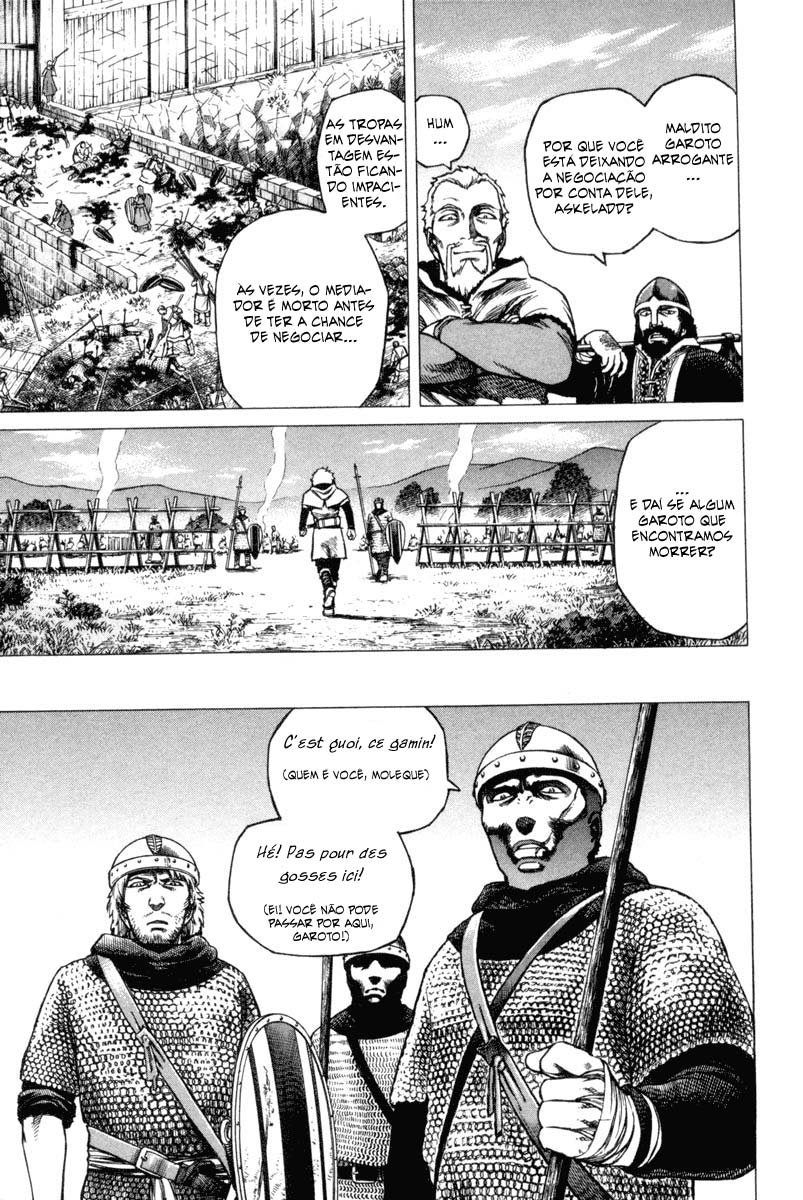 MALDITO
GAROTO
ARROGANTE
...
POR QUE VOCÊ
ESTÁ DEIXANDO
A NEGOCIAÇÃO
POR CONTA DELE,
ASKELADD?
HUM
...
AS TROPAS
EM DESVAN-
TAGEM ES-
TÃO FICAN-
DO IMPACI-
ENTES.
AS VEZES, O MEDIA-
DOR É MORTO ANTES
DE TER A CHANCE
DE NEGOCIAR...
...
E DAÍ SE ALGUM
GAROTO QUE
ENCONTRAMOS
MORRER?
C'est quoi, ce gamin!
(QUEM E VOCÊ, MOLEQUE)
Hé! Pas pour des
gosses ici!
(EI! VOCÊ NÃO PODE
PASSAR POR AQUI,
GAROTO!)